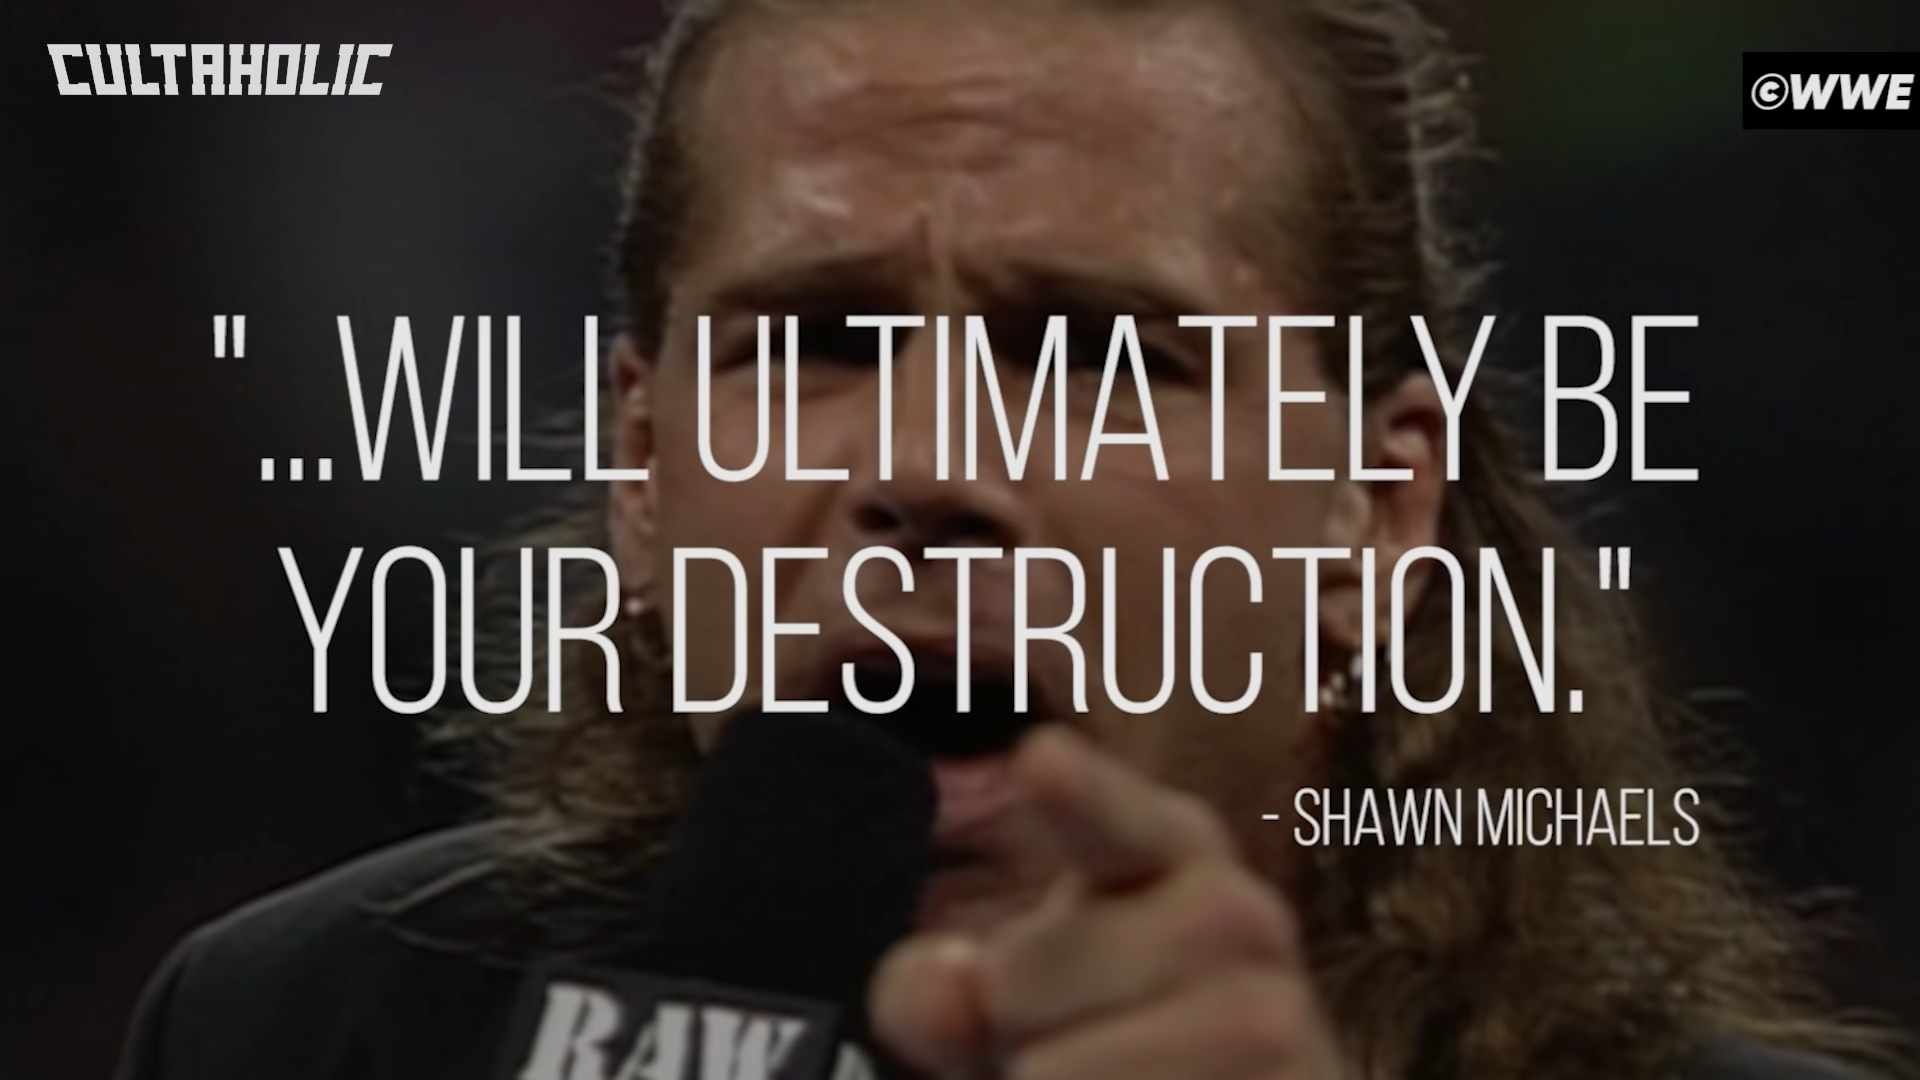 CULTAHOLIC
©WWE
"...WILL ULTIMATELY BE
YOUR DESTRUCTION."
- SHAWN MICHAELS
RAW